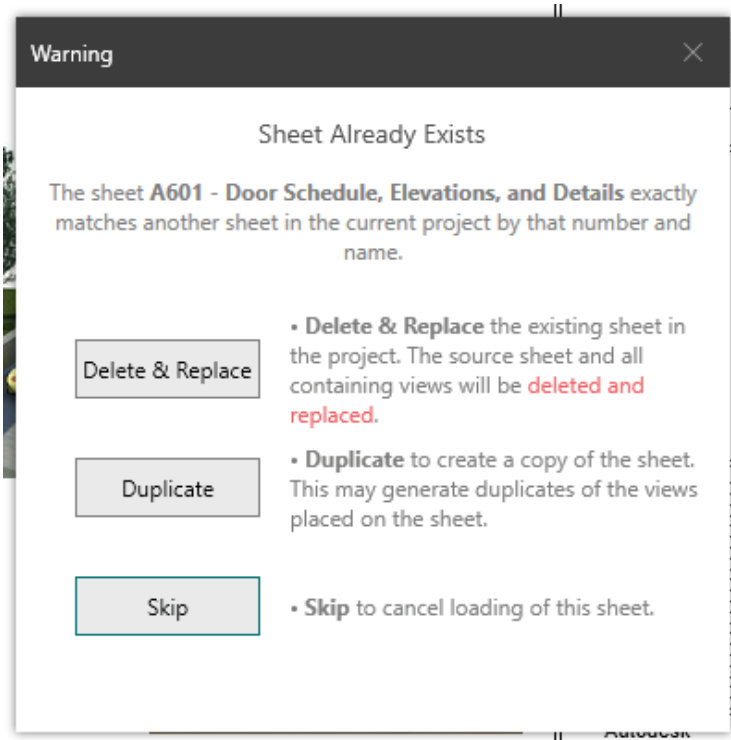 Warning
Sheet Already Exists
The sheet A601 - Door Schedule, Elevations, and Details exactly
matches another sheet in the current project by that number and
name.
Delete & Replace
• Delete & Replace the existing sheet in
the project. The source sheet and all
containing views will be deleted and
replaced.
Duplicate
• Duplicate to create a copy of the sheet.
This may generate duplicates of the views
placed on the sheet.
Skip
• Skip to cancel loading of this sheet.
Autodesk